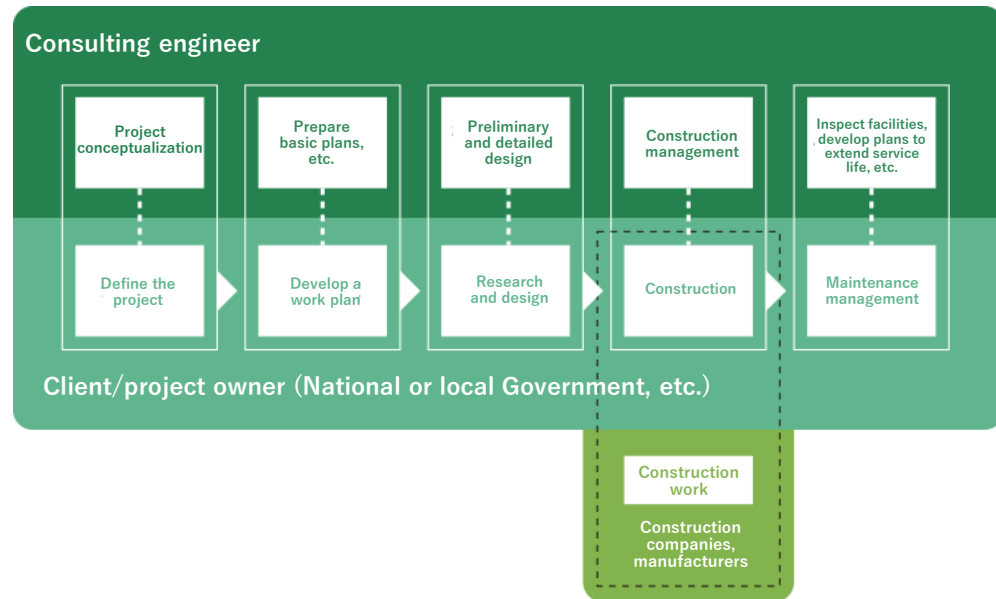 Consulting engineer
Project
conceptualization
Prepare
basic plans,
etc.
Preliminary
and detailed
design
Construction
management
Inspect facilities,
develop plans to
extend service
life, etc.
Define the
project
Develop a
work plan
Research
and design
Construction
Maintenance
management
Client/project owner (National or local Government, etc.)
Construction
work
Construction
companies,
manufacturers